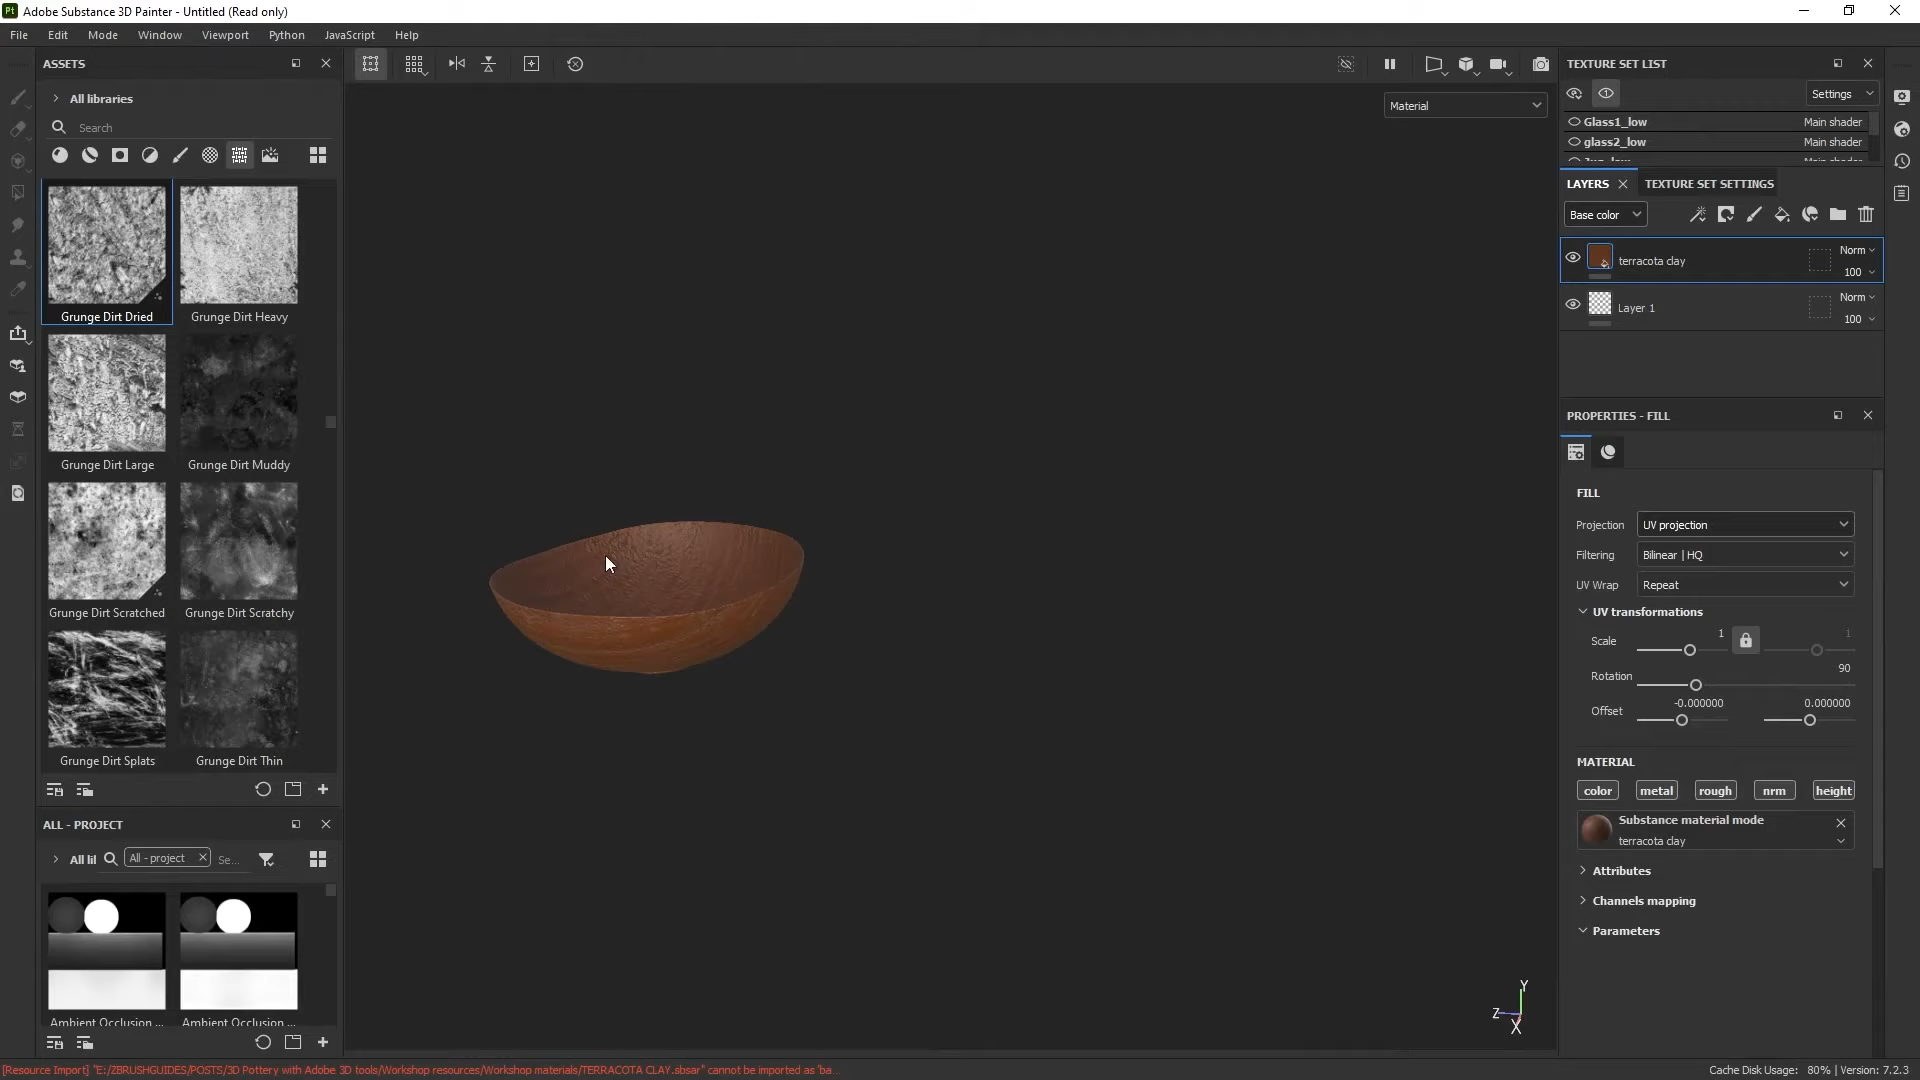 Pt Adobe Substance 3D Painter - Untitled (Read only)
File Edit Mode Window Viewport Python JavaScript Help
ASSETS
All libraries
Search
Grunge Dirt Dried
Grunge Dirt Heavy
Grunge Dirt Large
Grunge Dirt Muddy
Grunge Dirt Scratched
Grunge Dirt Scratchy
Grunge Dirt Splats
Grunge Dirt Thin
ALL - PROJECT
All lil
All - project
Se...
Ambient Occlusion ...
Ambient Occlusion ...
Material
Y
Z
X
TEXTURE SET LIST
Settings
Glass1_low Main shader
glass2_low Main shader
LAYERS TEXTURE SET SETTINGS
Base color
terracota clay
Norm
100
Layer 1
Norm
100
PROPERTIES - FILL
FILL
Projection UV projection
Filtering Bilinear | HQ
UV Wrap Repeat
UV transformations
Scale 1 1
Rotation 90
Offset -0.000000 0.000000
MATERIAL
color metal rough nrm height
Substance material mode
terracota clay
Attributes
Channels mapping
Parameters
[Resource Import] "E:/ZBRUSHGUIDES/POSTS/3D Pottery with Adobe 3D tools/Workshop resources/Workshop materials/TERRACOTA CLAY.sbsar" cannot be imported as 'ba...
Cache Disk Usage: 80% | Version: 7.2.3